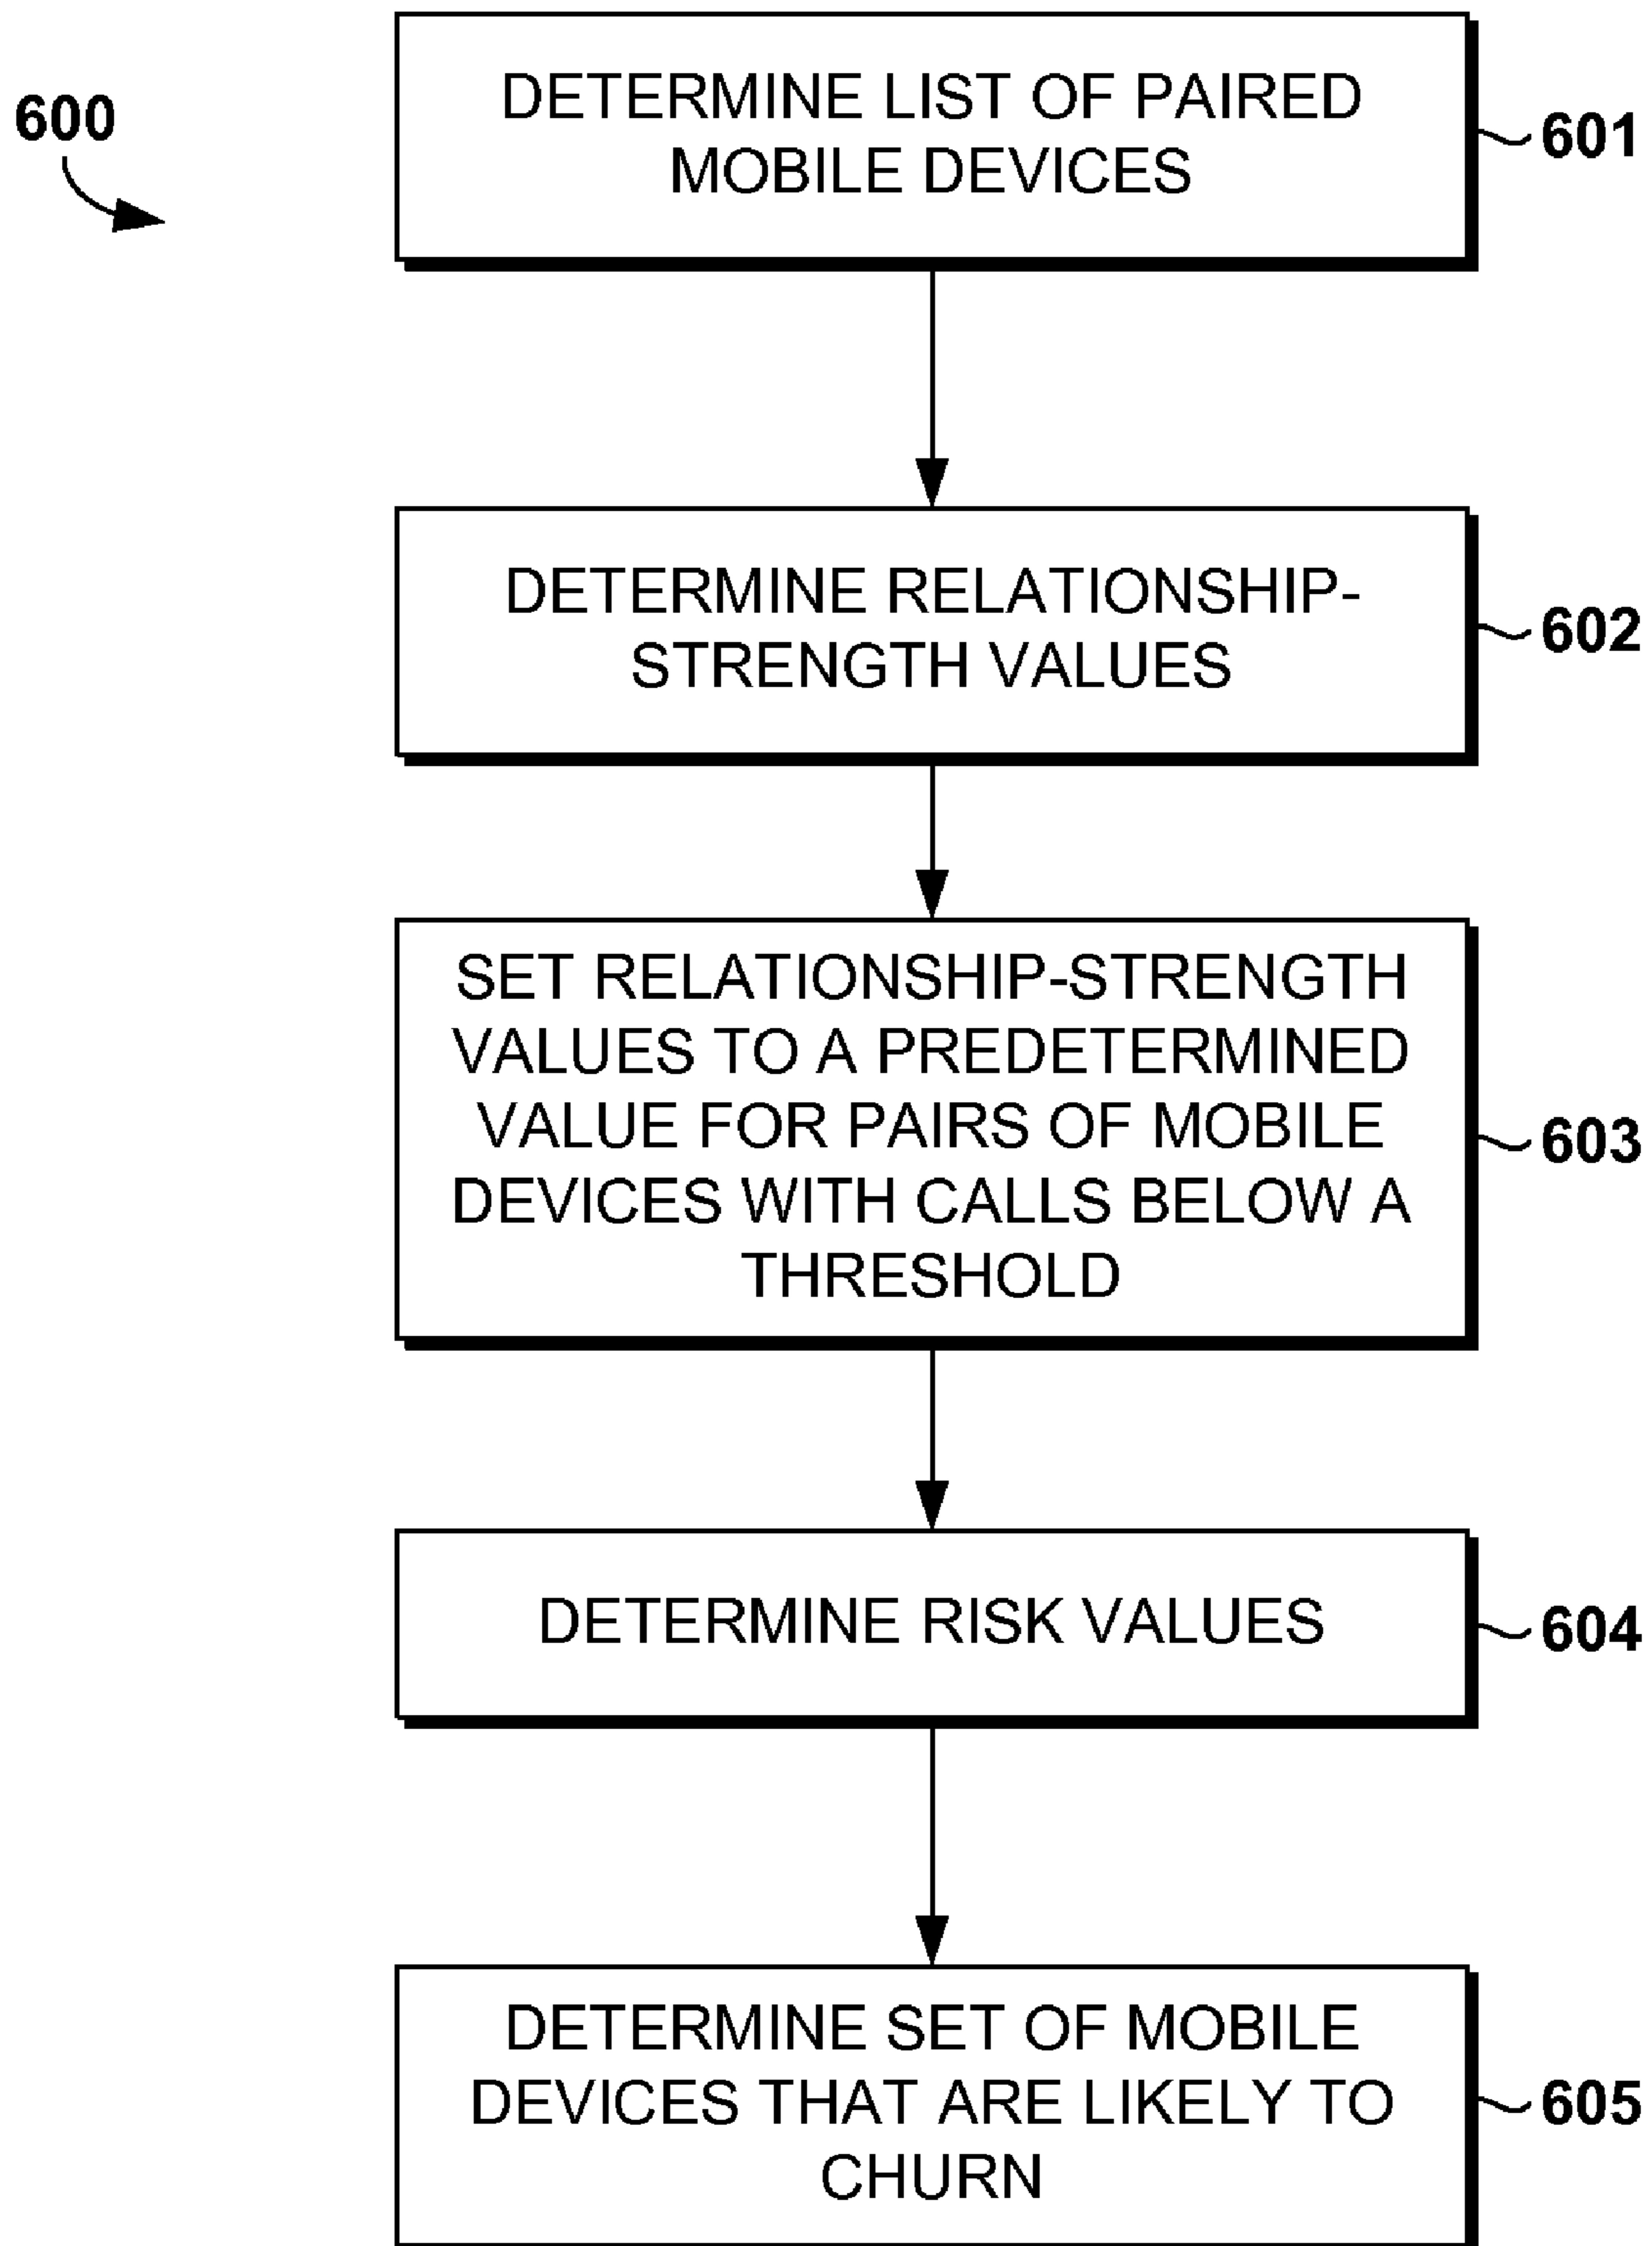 600
DETERMINE LIST OF PAIRED
MOBILE DEVICES
601
DETERMINE RELATIONSHIP-
STRENGTH VALUES
602
SET RELATIONSHIP-STRENGTH
VALUES TO A PREDETERMINED
VALUE FOR PAIRS OF MOBILE
DEVICES WITH CALLS BELOW A
THRESHOLD
603
DETERMINE RISK VALUES
604
DETERMINE SET OF MOBILE
DEVICES THAT ARE LIKELY TO
CHURN
605